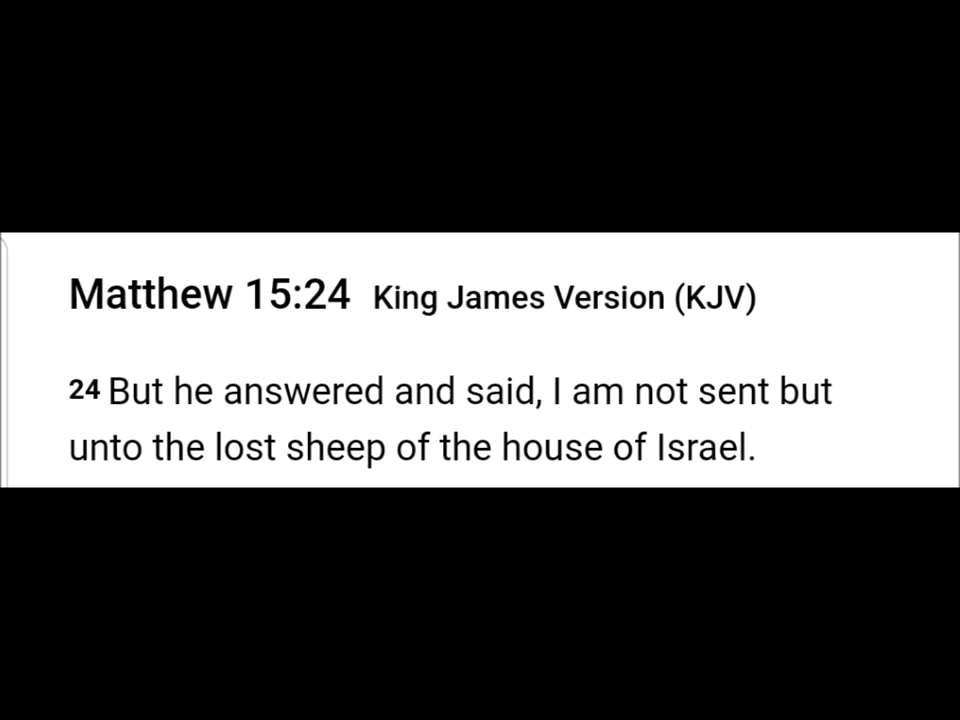 Matthew 15:24 King James Version (KJV)
24 But he answered and said, I am not sent but
unto the lost sheep of the house of Israel.